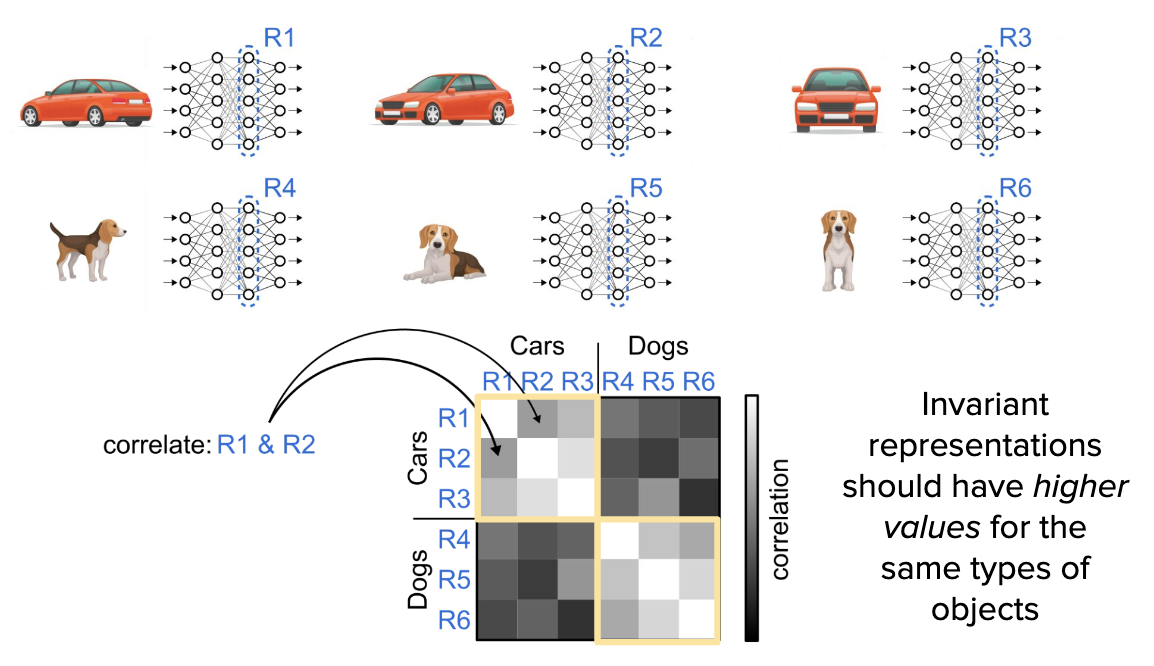 R1
R2
R3
R4
R5
R6
Cars Dogs
R1 R2 R3 R4 R5 R6
correlate: R1 & R2
Cars
R1
R2
R3
Dogs
R4
R5
R6
correlation
Invariant
representations
should have higher
values for the
same types of
objects